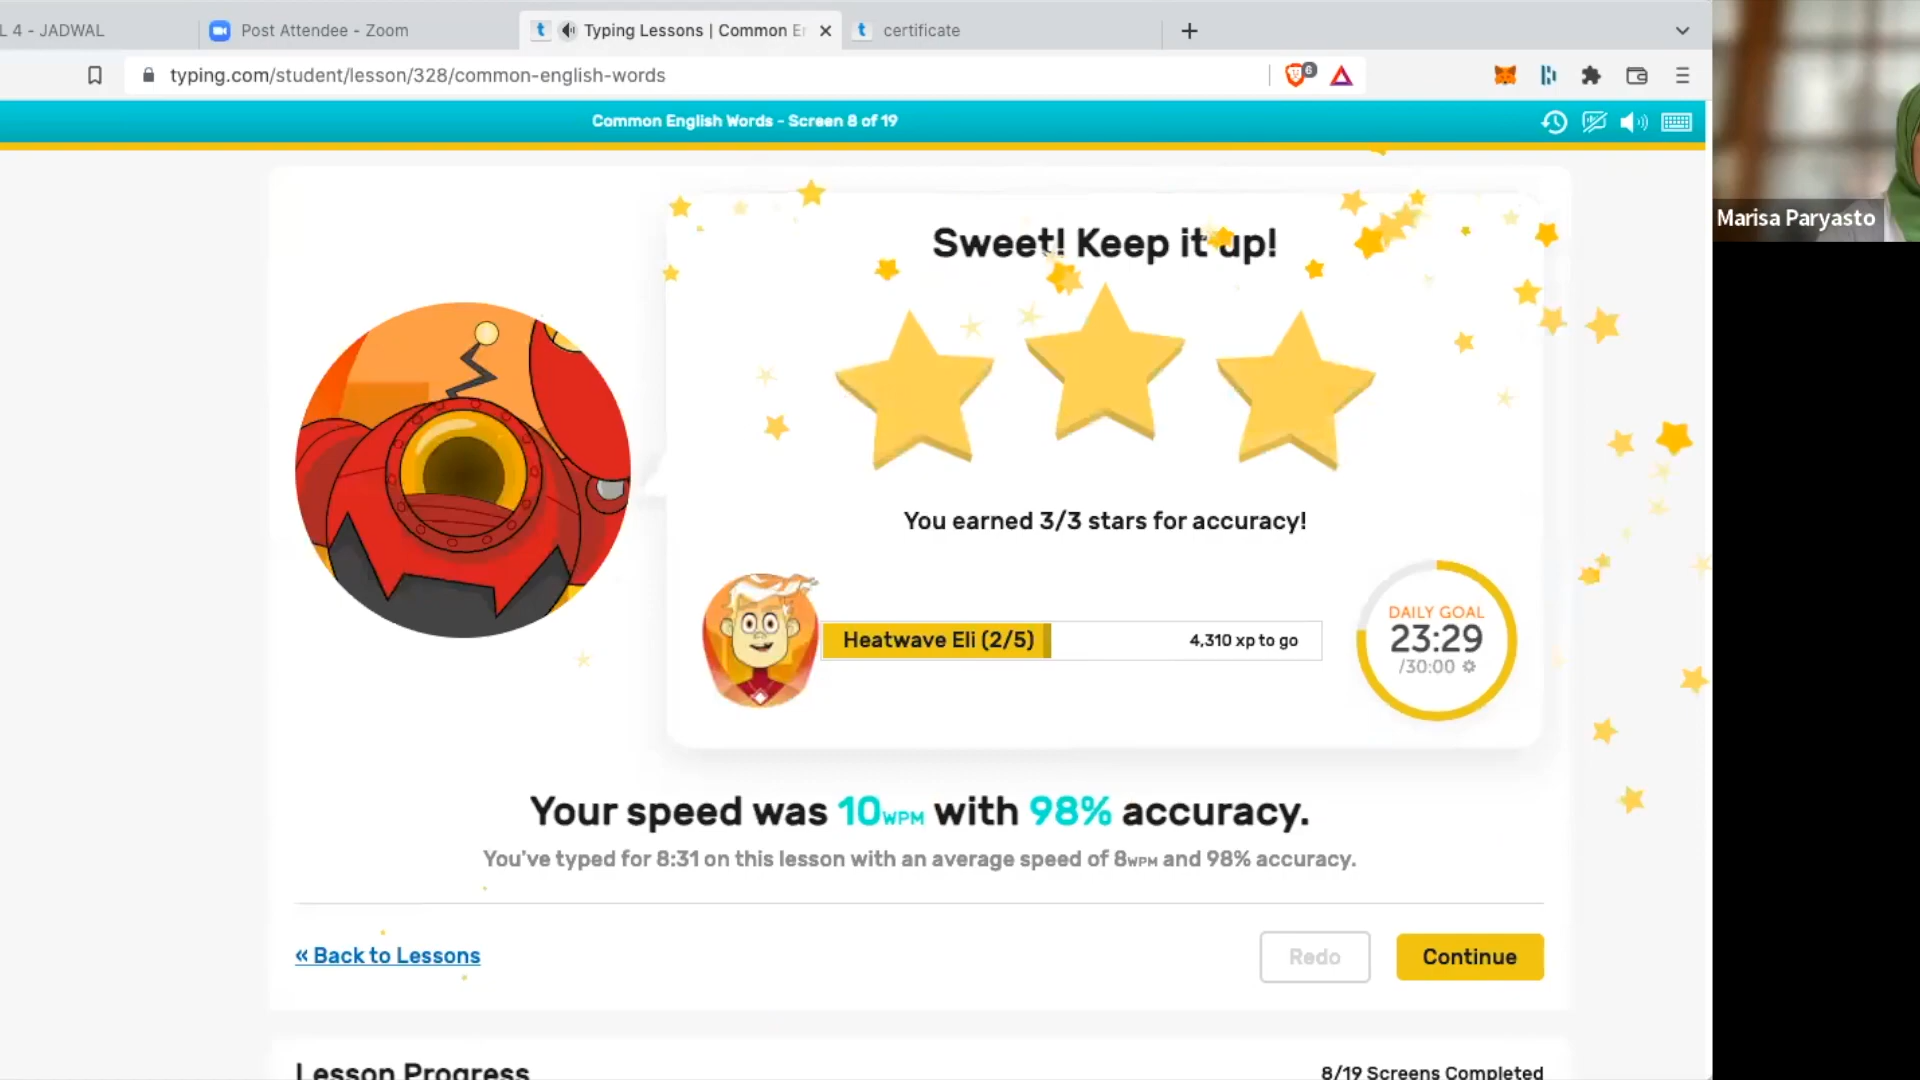 L 4 - JADWAL
Post Attendee - Zoom
Typing Lessons | Common Er
certificate
typing.com/student/lesson/328/common-english-words
6
Common English Words - Screen 8 of 19
Marisa Paryasto
Sweet! Keep it up!
You earned 3/3 stars for accuracy!
Heatwave Eli (2/5)
4,310 xp to go
DAILY GOAL
23:29
/30:00
Your speed was 10WPM with 98% accuracy.
You've typed for 8:31 on this lesson with an average speed of 8WPM and 98% accuracy.
« Back to Lessons
Redo
Continue
Lesson Progress
8/19 Screens Completed